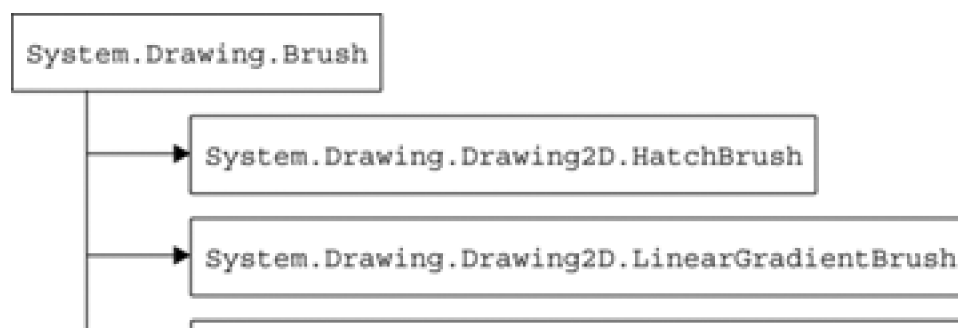 System.Drawing.Brush
System.Drawing.Drawing2D.HatchBrush
System.Drawing.Drawing2D.LinearGradientBrush